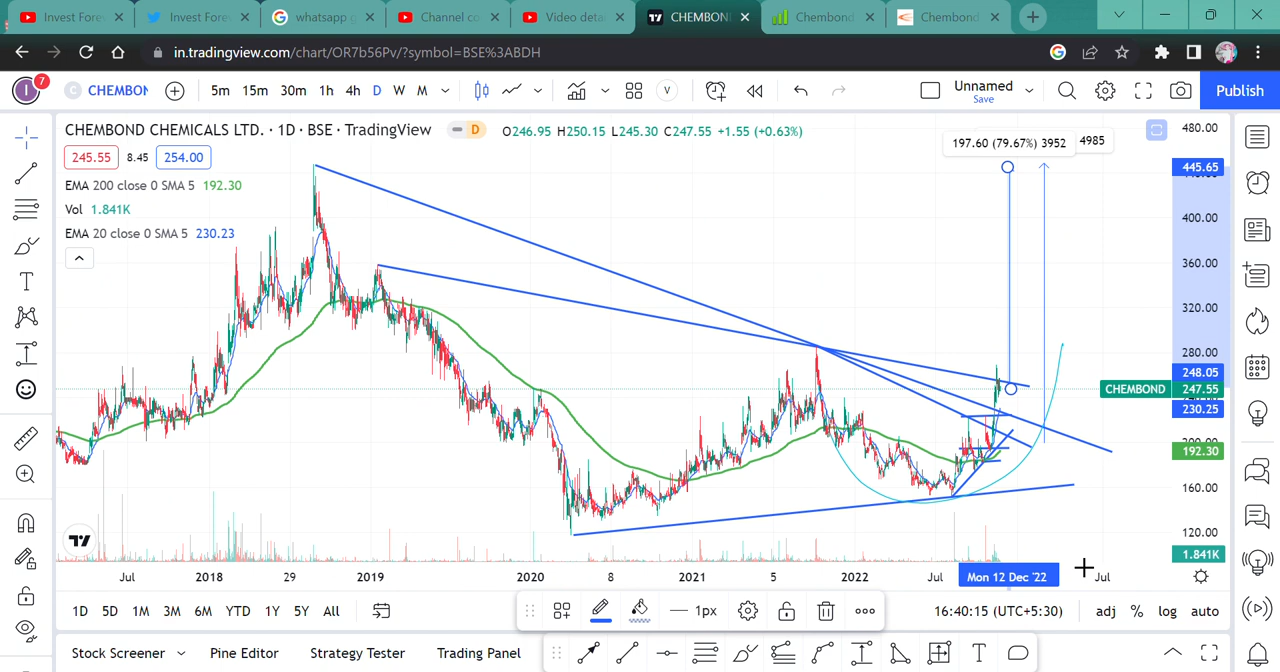 Invest Fores
Invest Fores
whatsapp g
Channel co
Video detai
CHEMBON
Chembond
Chembond
in.tradingview.com/chart/OR7b56Pv/?symbol=BSE%3ABDH
I
7
C
CHEMBON
5m 15m 30m 1h 4h D W M
V
Unnamed
Save
Publish
CHEMBOND CHEMICALS LTD. · 1D · BSE · TradingView
D
O246.95 H250.15 L245.30 C247.55 +1.55 (+0.63%)
245.55 8.45 254.00
EMA 200 close 0 SMA 5 192.30
Vol 1.841K
EMA 20 close 0 SMA 5 230.23
197.60 (79.67%) 3952
4985
480.00
445.65
400.00
360.00
320.00
280.00
248.05
CHEMBOND 247.55
230.25
192.30
160.00
120.00
1.841K
Jul 2018 29 2019 2020 8 2021 5 2022 Jul Mon 12 Dec '22 Jul
1D 5D 1M 3M 6M YTD 1Y 5Y All
1px
16:40:15 (UTC+5:30) adj % log auto
Stock Screener Pine Editor Strategy Tester Trading Panel